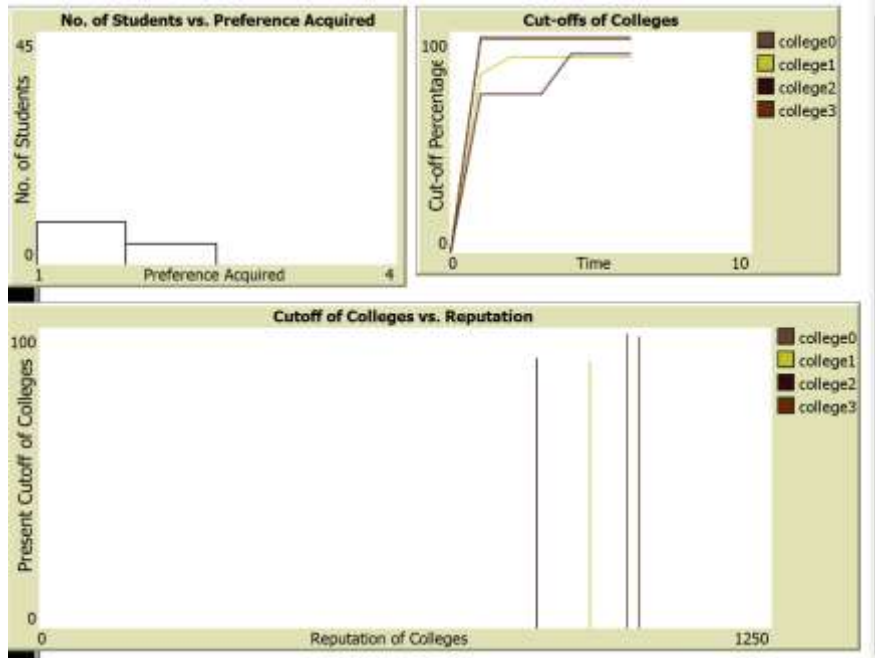 No. of Students vs. Preference Acquired
45
No. of Students
0
1
Preference Acquired
4
Cut-offs of Colleges
100
Cut-off Percentage
0
0
Time
10
college0
college1
college2
college3
Cutoff of Colleges vs. Reputation
100
Present Cutoff of Colleges
0
0
Reputation of Colleges
1250
college0
college1
college2
college3